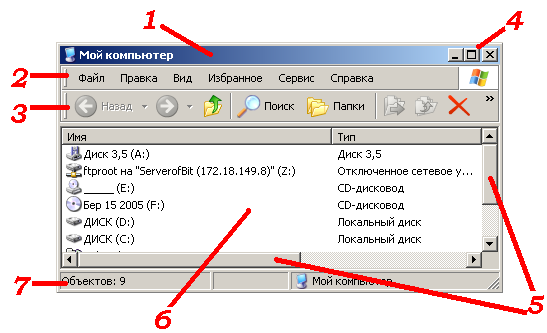 1
4
Мой компьютер
2
Файл Правка Вид Избранное Сервис Справка
3
Назад Поиск Папки »
Имя Тип
Диск 3,5 (A:) Диск 3,5
ftproot на "ServerofBit (172.18.149.8)" (Z:) Отключенное сетевое у...
_____ (E:) CD-дисковод
Бер 15 2005 (F:) CD-дисковод
ДИСК (D:) Локальный диск
ДИСК (C:) Локальный диск
7
Объектов: 9 Мой компьютер
6
5